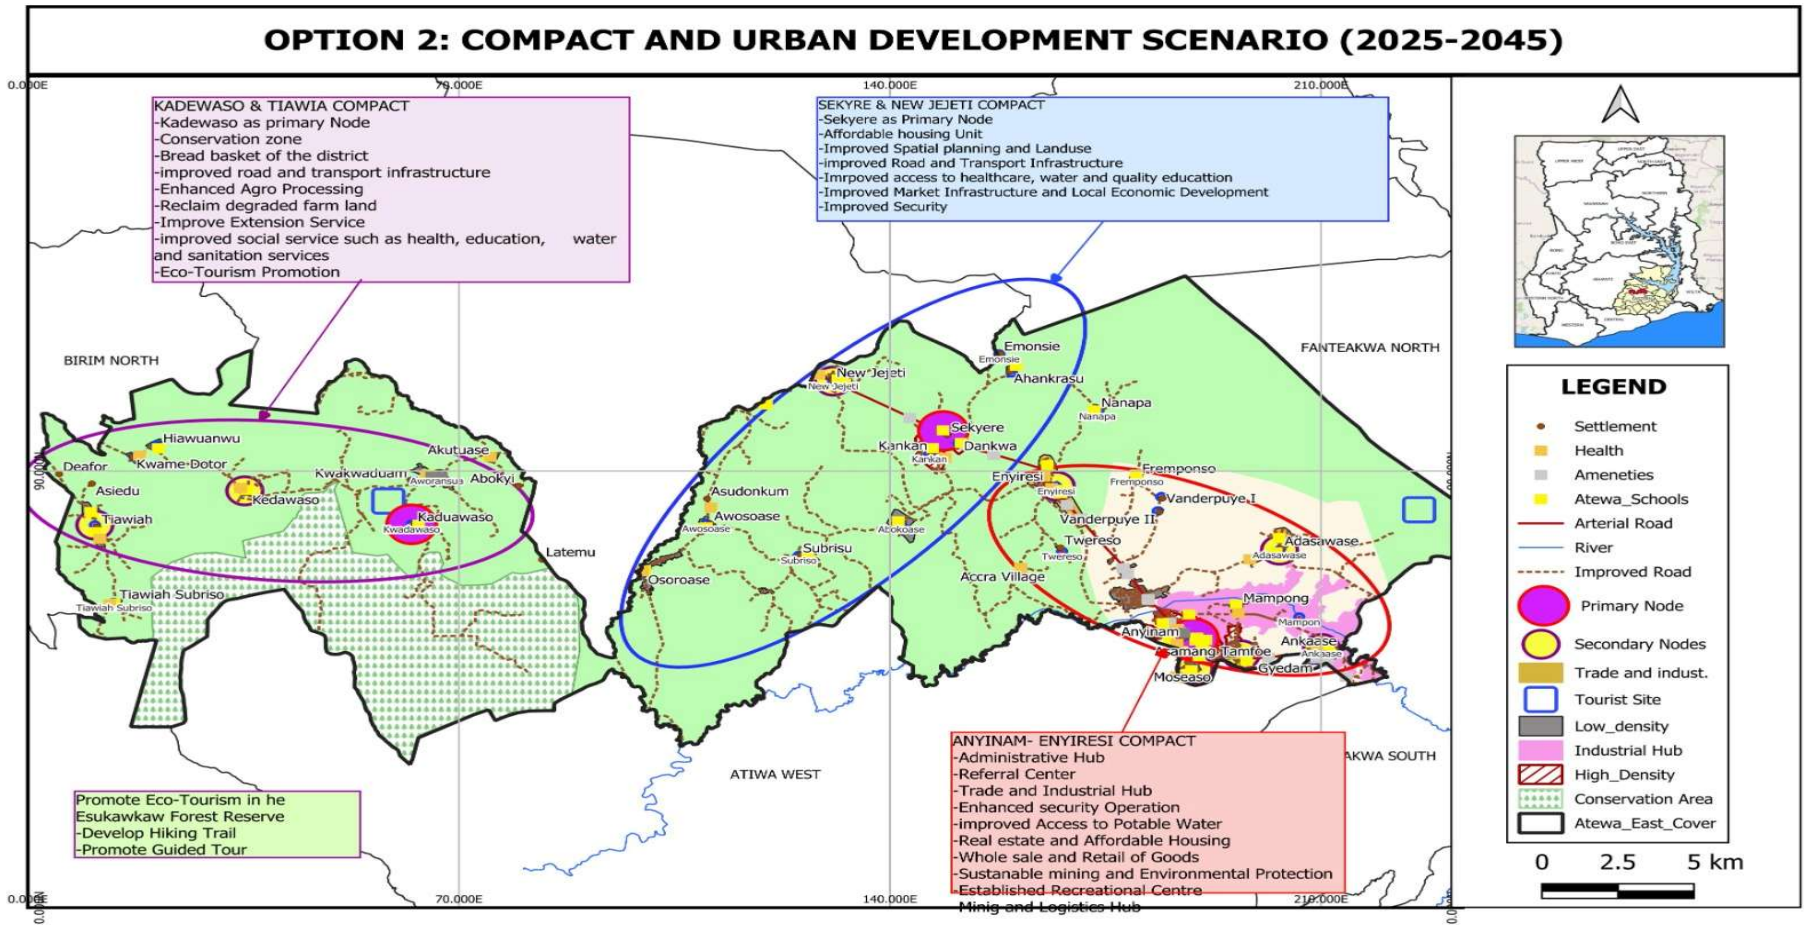 OPTION 2: COMPACT AND URBAN DEVELOPMENT SCENARIO (2025-2045)
0.000E
70.000E
140.000E
210.000E
KADEWASO & TIAWIA COMPACT
-Kadewaso as primary Node
-Conservation zone
-Bread basket of the district
-improved road and transport infrastructure
-Enhanced Agro Processing
-Reclaim degraded farm land
-Improve Extension Service
-improved social service such as health, education, water
and sanitation services
-Eco-Tourism Promotion
SEKYRE & NEW JEJETI COMPACT
-Sekyre as Primary Node
-Affordable housing Unit
-Improved Spatial planning and Landuse
-improved Road and Transport Infrastructure
-Imrpoved access to healthcare, water and quality educattion
-Improved Market Infrastructure and Local Economic Development
-Improved Security
BIRIM NORTH
FANTEAKWA NORTH
Emonsie
Emonsie
Ahankrasu
New Jejeti
New Jejeti
Nanapa
Nanapa
Sekyere
Kankan
Kankan
Dankwa
Hiawuanwu
Kwame Dotor
Deafor
Asiedu
Tiawiah
Kedawaso
Kwakwaduam
Akutuase
Aworansua
Abokyi
Kaduawaso
Kwadawaso
Latemu
Tiawiah Subriso
Tiawiah Subriso
90.000N
Asudonkum
Awosoase
Awosoase
Abokoase
Subrisu
Subriso
Osoroase
Enyiresi
Enyiresi
Fremponso
Fremponso
Vanderpuye I
Vanderpuye II
Twereso
Twereso
Accra Village
Adasawase
Adasawase
Mampong
Mampon
Anyinam
Asamang Tamfoe
Ankaase
Ankaase
Gyedam
Moseaso
ATIWA WEST
AKWA SOUTH
Promote Eco-Tourism in he
Esukawkaw Forest Reserve
-Develop Hiking Trail
-Promote Guided Tour
ANYINAM- ENYIRESI COMPACT
-Administrative Hub
-Referral Center
-Trade and Industrial Hub
-Enhanced security Operation
-improved Access to Potable Water
-Real estate and Affordable Housing
-Whole sale and Retail of Goods
-Sustanable mining and Environmental Protection
-Established Recreational Centre
-Minig and Logistics Hub
0.000E
70.000E
140.000E
210.000E
0.000N
LEGEND
Settlement
Health
Ameneties
Atewa_Schools
Arterial Road
River
Improved Road
Primary Node
Secondary Nodes
Trade and indust.
Tourist Site
Low_density
Industrial Hub
High_Density
Conservation Area
Atewa_East_Cover
0 2.5 5 km